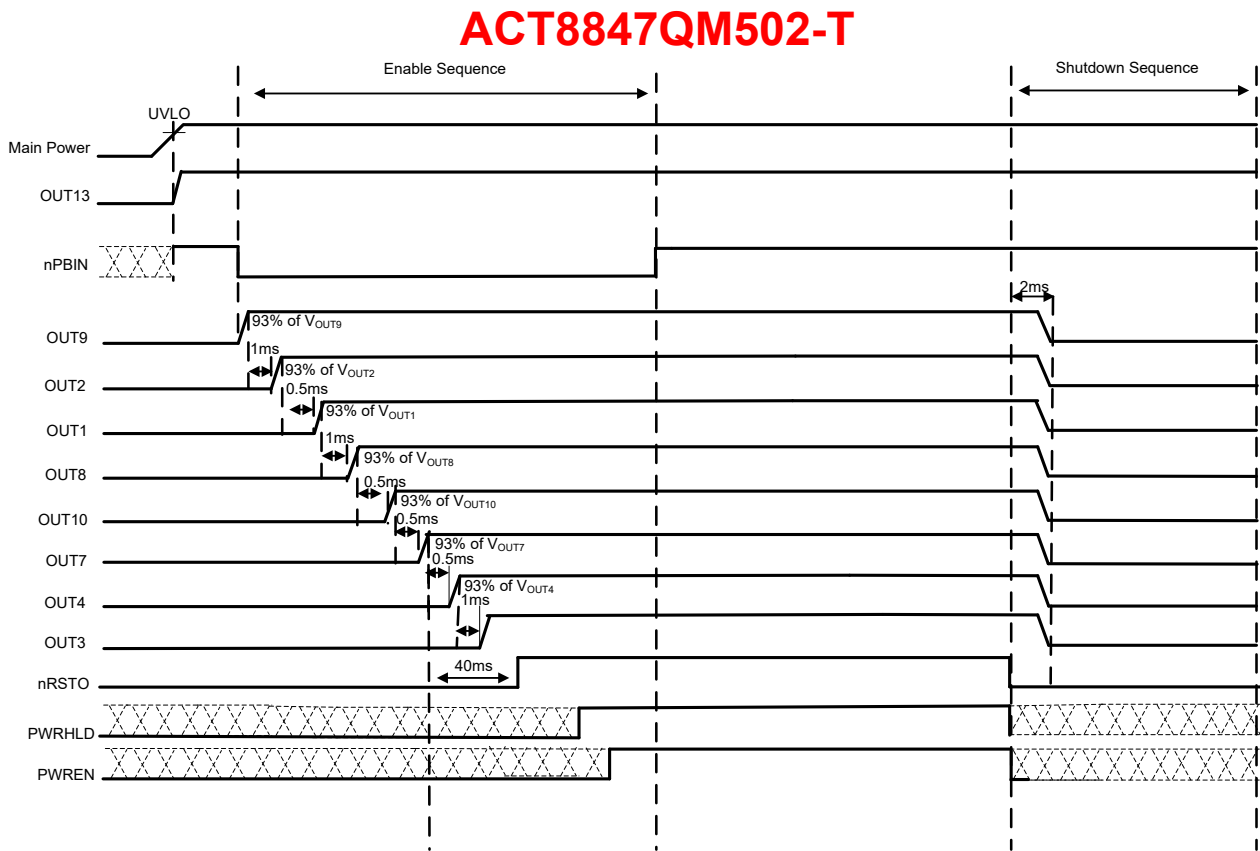 ACT8847QM502-T
Enable Sequence
Shutdown Sequence
UVLO
Main Power
OUT13
nPBIN
2ms
OUT9
93% of VOUT9
1ms
OUT2
93% of VOUT2
0.5ms
OUT1
93% of VOUT1
1ms
OUT8
93% of VOUT8
0.5ms
OUT10
93% of VOUT10
0.5ms
OUT7
93% of VOUT7
0.5ms
OUT4
93% of VOUT4
1ms
OUT3
40ms
nRSTO
PWRHLD
PWREN